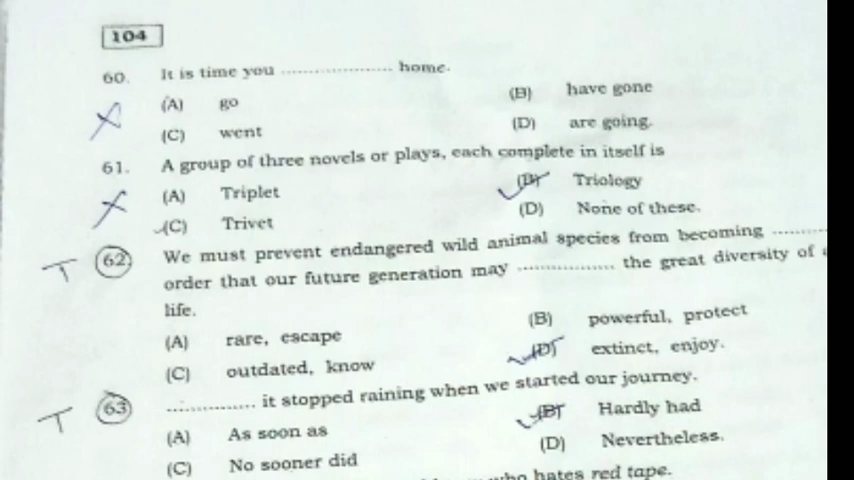 104
60. It is time you .................... home.
(A) go (B) have gone
(C) went (D) are going.
61. A group of three novels or plays, each complete in itself is
(A) Triplet (B) Triology
(C) Trivet (D) None of these.
T 62 We must prevent endangered wild animal species from becoming .........
order that our future generation may ................. the great diversity of
life.
(A) rare, escape (B) powerful, protect
(C) outdated, know (D) extinct, enjoy.
T 63 ................ it stopped raining when we started our journey.
(A) As soon as (B) Hardly had
(C) No sooner did (D) Nevertheless.
who hates red tape.